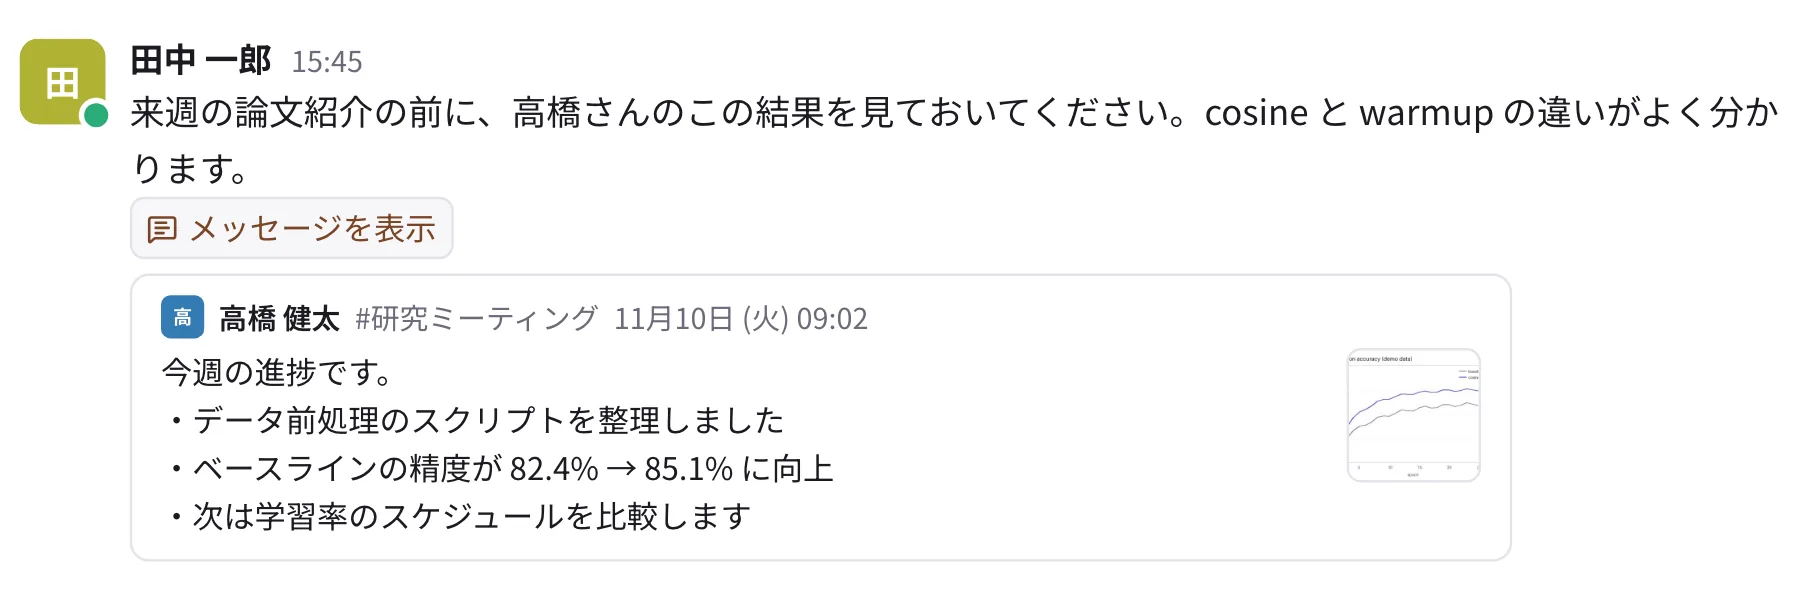 田
田中 一郎 15:45
来週の論文紹介の前に、高橋さんのこの結果を見ておいてください。cosine と warmup の違いがよく分か
ります。
メッセージを表示
高 高橋 健太 #研究ミーティング 11月10日 (火) 09:02
今週の進捗です。
・データ前処理のスクリプトを整理しました
・ベースラインの精度が 82.4% → 85.1% に向上
・次は学習率のスケジュールを比較します
on accuracy (demo data)
epoch